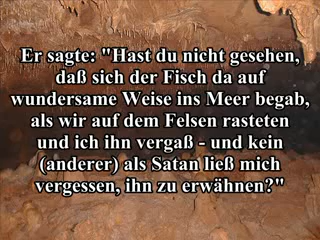 Er sagte: "Hast du nicht gesehen,
daß sich der Fisch da auf
wundersame Weise ins Meer begab,
als wir auf dem Felsen rasteten
und ich ihn vergaß - und kein
(anderer) als Satan ließ mich
vergessen, ihn zu erwähnen?"